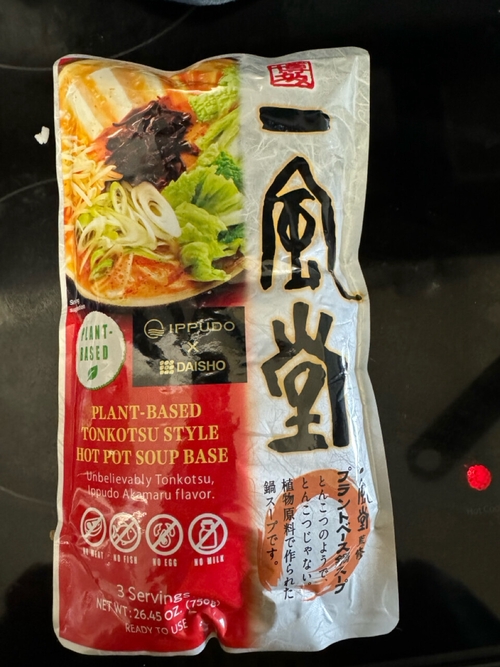 一風堂
PLANT-
BASED
IPPUDO
X
DAISHO
PLANT-BASED
TONKOTSU STYLE
HOT POT SOUP BASE
Unbelievably Tonkotsu,
Ippudo Akamaru flavor.
NO MEAT
NO FISH
NO EGG
NO MILK
3 Servings
NET WT: 26.45 OZ (750g)
READY TO USE
一風堂監修
プラントベース鍋スープ
とんこつのようで
とんこつじゃない。
植物原料で作られた
鍋スープです。